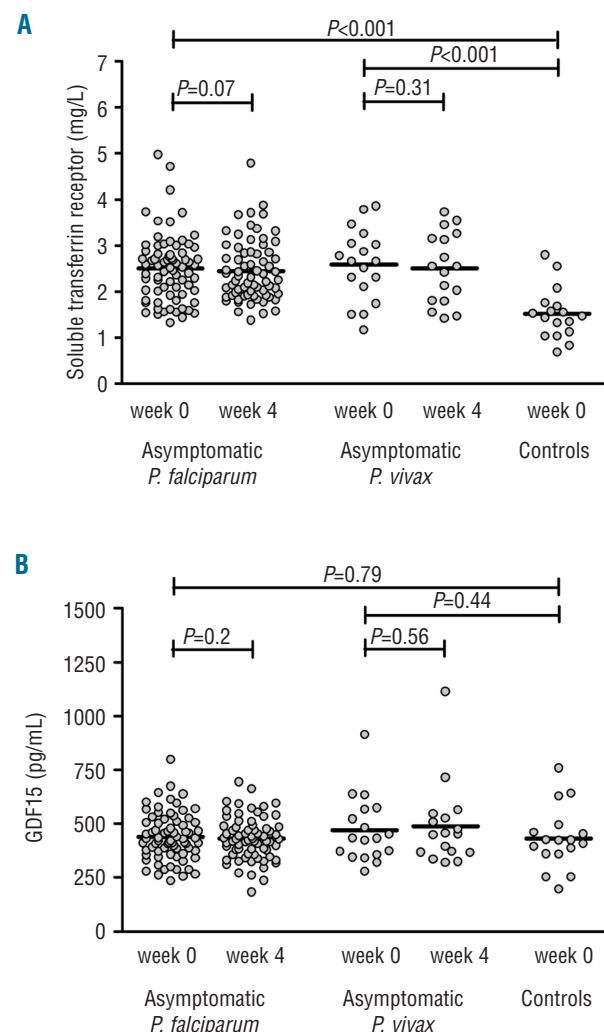 A
P<0.001
P<0.001
P=0.07
P=0.31
Soluble transferrin receptor (mg/L)
7
6
5
4
3
2
1
0
week 0 week 4 week 0 week 4 week 0
Asymptomatic Asymptomatic Controls
P. falciparum P. vivax
B
P=0.79
P=0.44
P=0.2
P=0.56
GDF15 (pg/mL)
1500
1250
1000
750
500
250
0
week 0 week 4 week 0 week 4 week 0
Asymptomatic Asymptomatic Controls
P. falciparum P. vivax